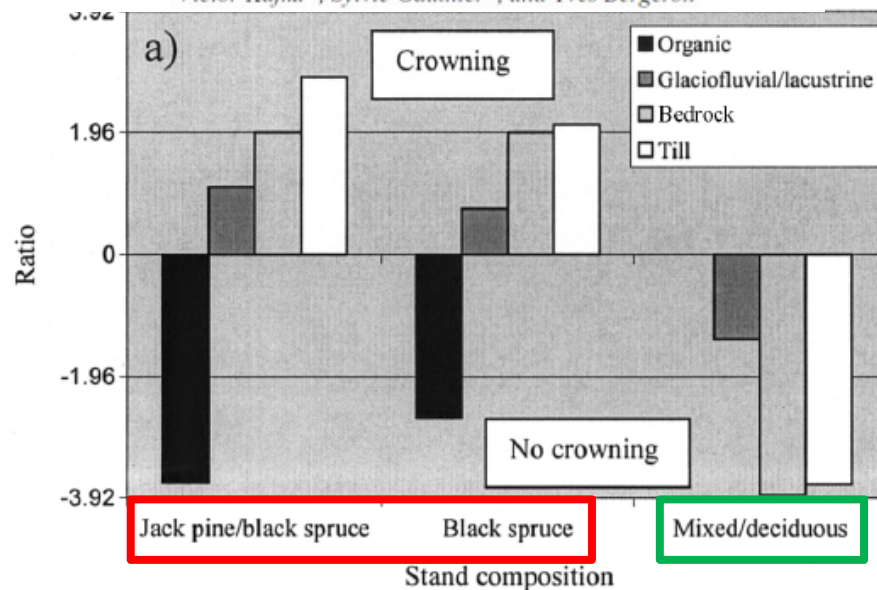 3.92
a)
Crowning
Organic
Glaciofluvial/lacustrine
Bedrock
Till
1.96
Ratio
0
-1.96
No crowning
-3.92
Jack pine/black spruce Black spruce Mixed/deciduous
Stand composition